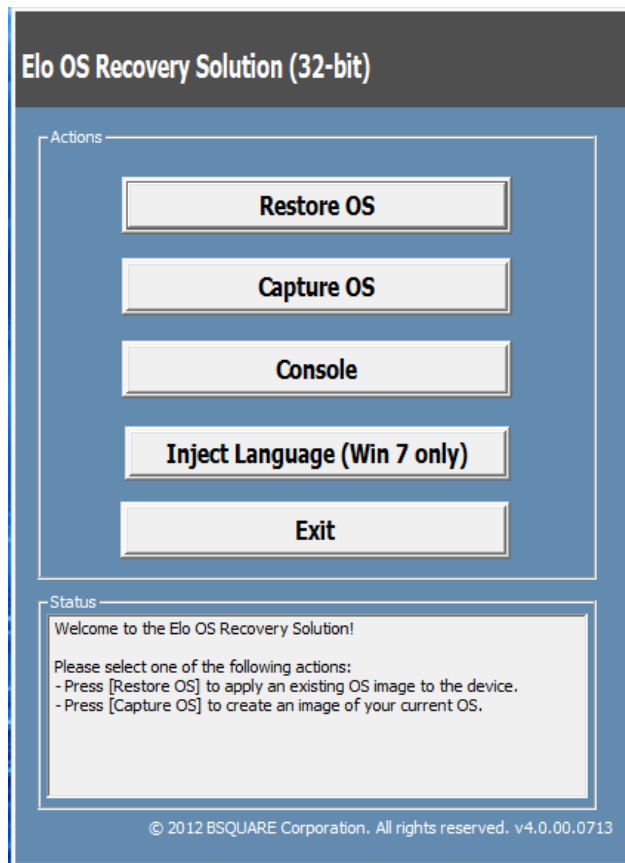 Elo OS Recovery Solution (32-bit)
Actions
Restore OS
Capture OS
Console
Inject Language (Win 7 only)
Exit
Status
Welcome to the Elo OS Recovery Solution!
Please select one of the following actions:
- Press [Restore OS] to apply an existing OS image to the device.
- Press [Capture OS] to create an image of your current OS.
© 2012 BSQUARE Corporation. All rights reserved. v4.0.00.0713